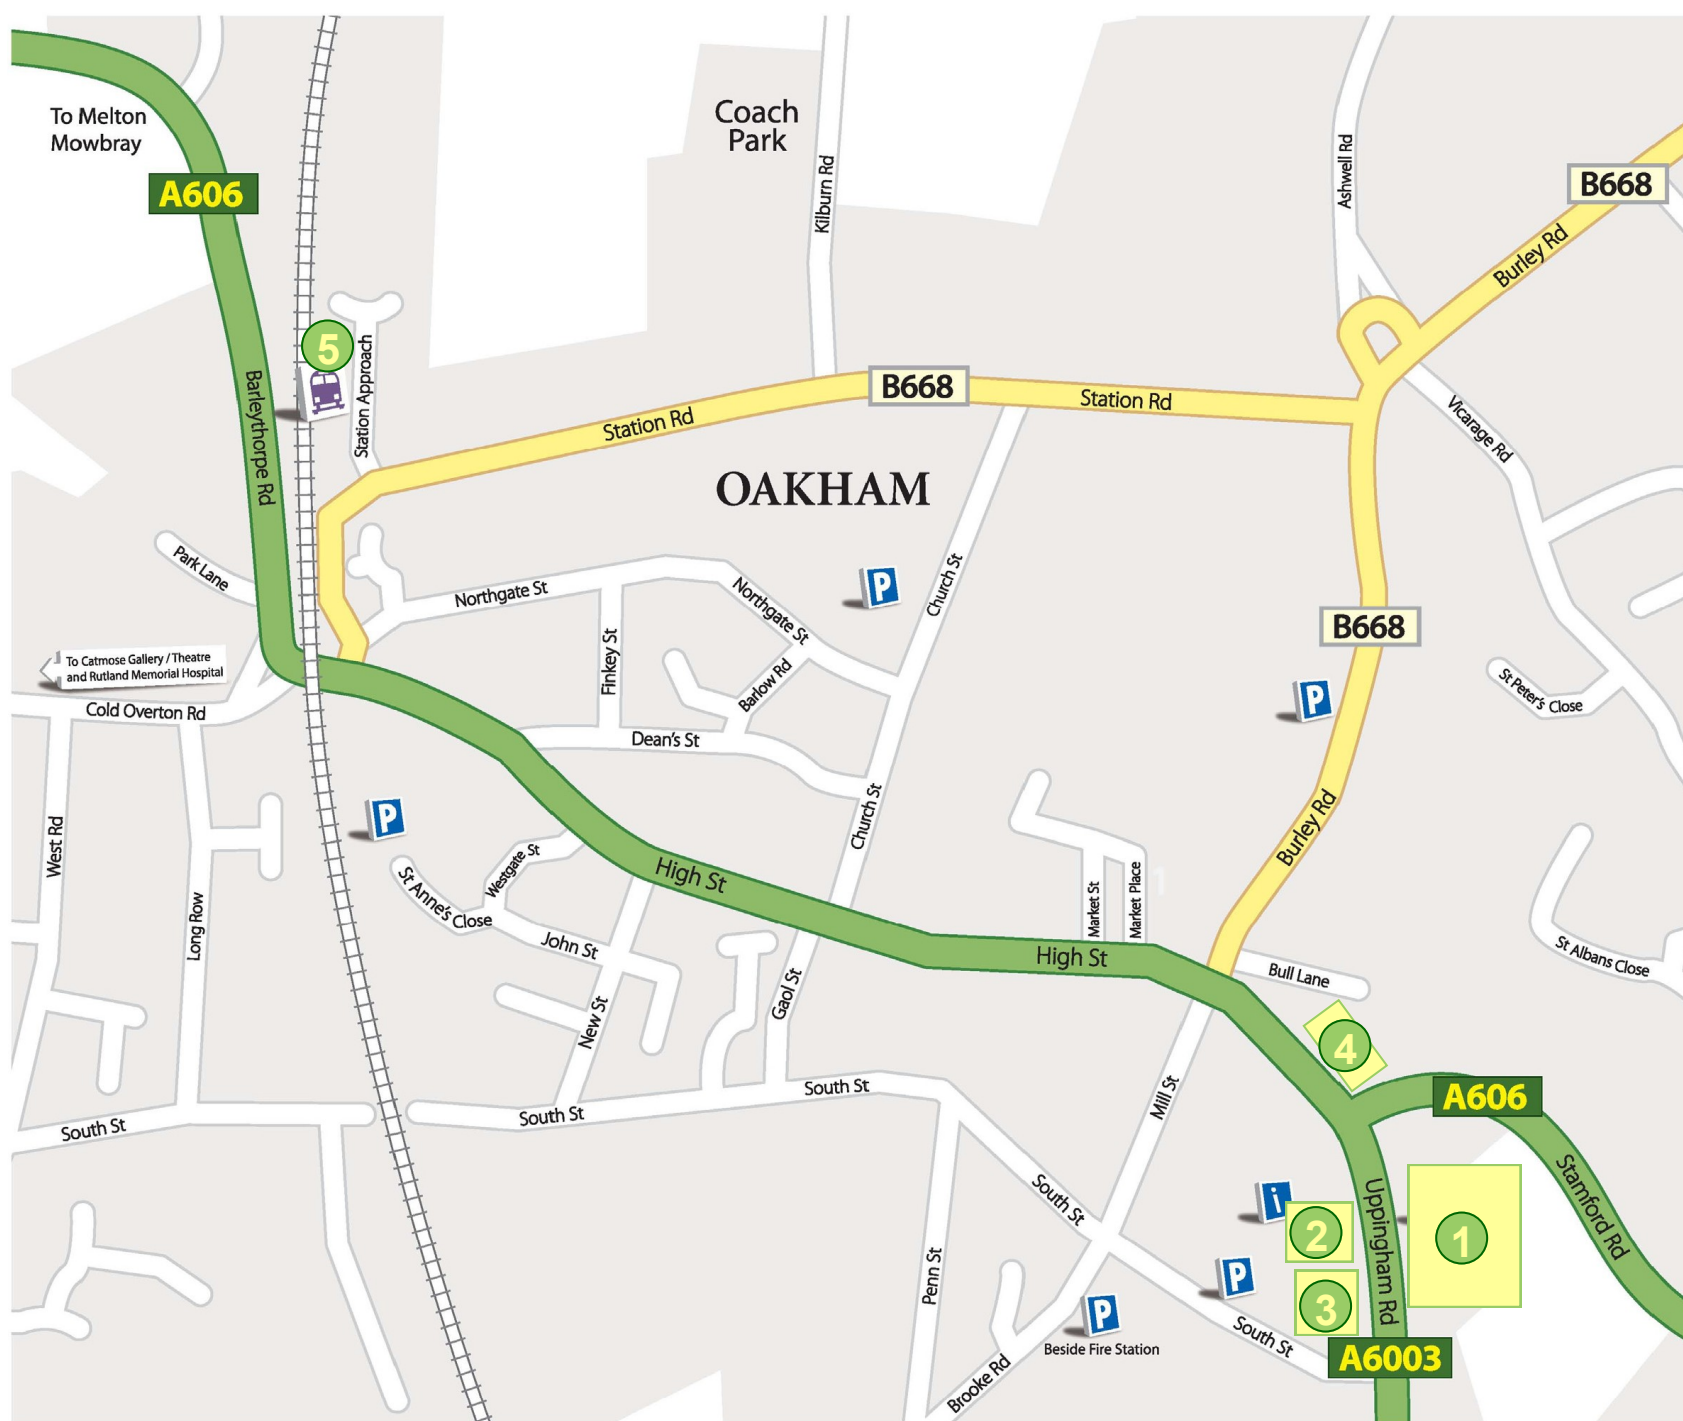 To Melton
Mowbray
A606
Coach
Park
Kilburn Rd
Ashwell Rd
B668
Burley Rd
5
Station Approach
Barleythorpe Rd
Station Rd
B668
Station Rd
Vicarage Rd
OAKHAM
Park Lane
Northgate St
Northgate St
P
Church St
B668
Finkey St
Barlow Rd
To Catmose Gallery / Theatre
and Rutland Memorial Hospital
Cold Overton Rd
Dean's St
P
St Peter's Close
West Rd
P
Church St
Burley Rd
Westgate St
High St
St Anne's Close
Long Row
John St
Market St
Market Place
1
High St
Bull Lane
St Albans Close
New St
Gaol St
4
South St
South St
South St
Mill St
A606
South St
i
2
Uppingham Rd
1
Stamford Rd
Penn St
P
3
P
Beside Fire Station
South St
A6003
Brooke Rd